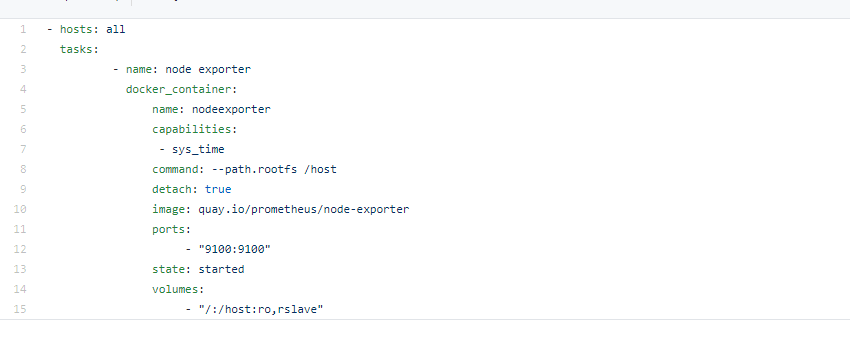 1 - hosts: all
2 tasks:
3 - name: node exporter
4 docker_container:
5 name: nodeexporter
6 capabilities:
7 - sys_time
8 command: --path.rootfs /host
9 detach: true
10 image: quay.io/prometheus/node-exporter
11 ports:
12 - "9100:9100"
13 state: started
14 volumes:
15 - "/:/host:ro,rslave"